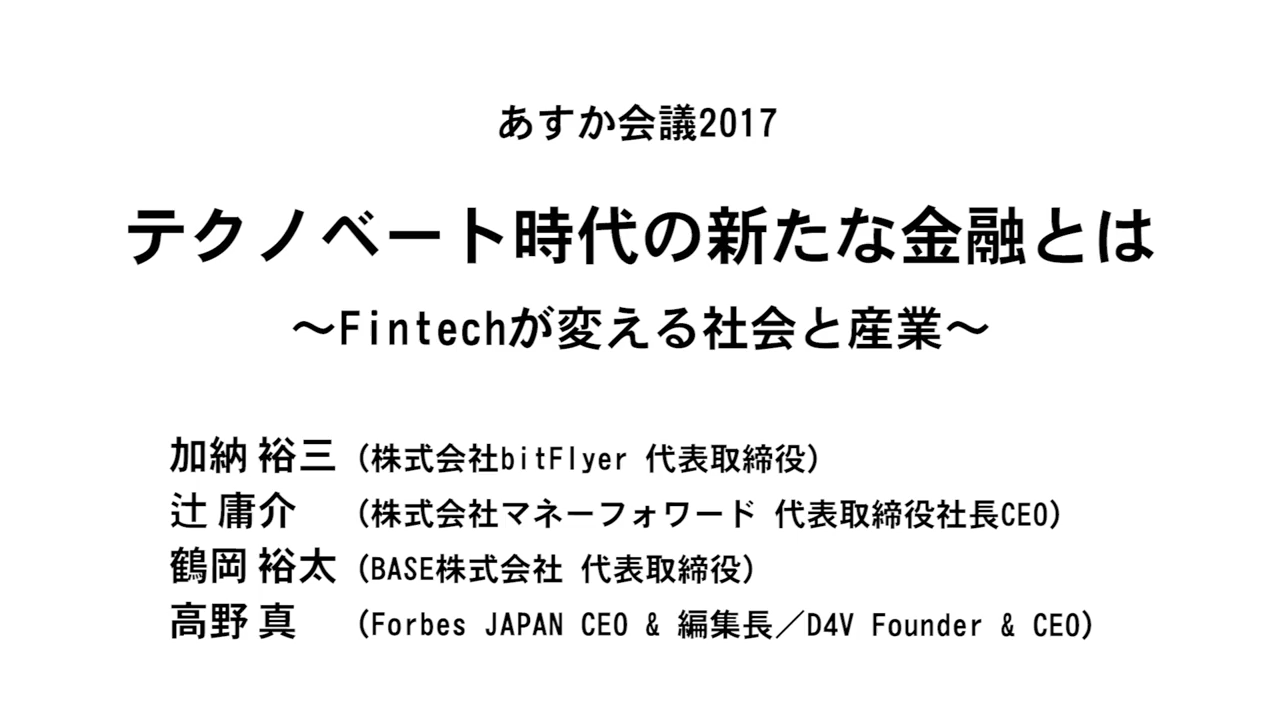 あすか会議2017
テクノベート時代の新たな金融とは
～Fintechが変える社会と産業～
加納 裕三 (株式会社bitFlyer 代表取締役)
辻 庸介 (株式会社マネーフォワード 代表取締役社長CEO)
鶴岡 裕太 (BASE株式会社 代表取締役)
高野 真 (Forbes JAPAN CEO & 編集長／D4V Founder & CEO)